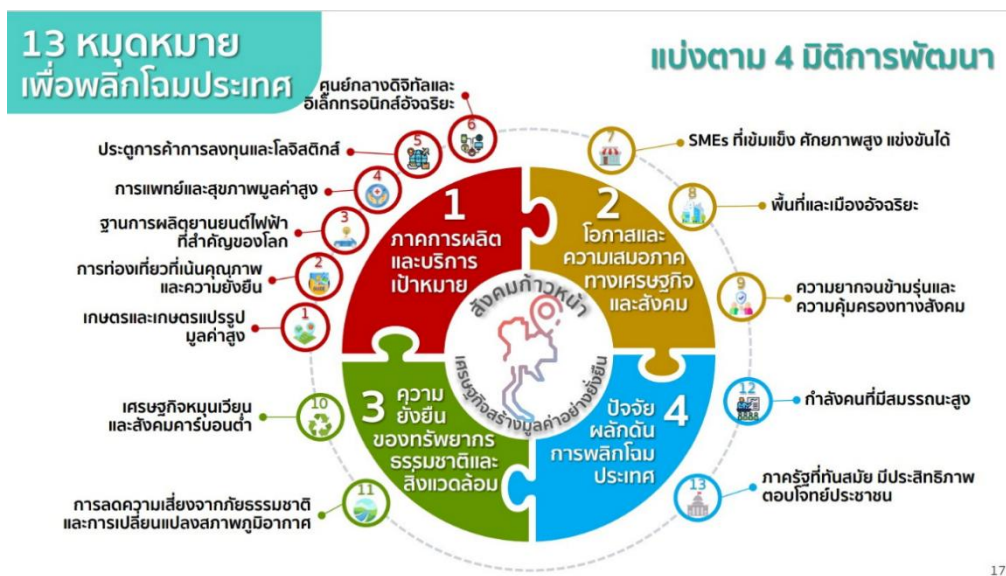 13 หมุดหมาย
เพื่อพลิกโฉมประเทศ
แบ่งตาม 4 มิติการพัฒนา
ศูนย์กลางดิจิทัลและ
อิเล็กทรอนิกส์อัจฉริยะ
6
ประตูการค้าการลงทุนและโลจิสติกส์
5
การแพทย์และสุขภาพมูลค่าสูง
4
ฐานการผลิตยานยนต์ไฟฟ้า
ที่สำคัญของโลก
3
การท่องเที่ยวที่เน้นคุณภาพ
และความยั่งยืน
2
เกษตรและเกษตรแปรรูป
มูลค่าสูง
1
1
ภาคการผลิต
และบริการ
เป้าหมาย
2
โอกาสและ
ความเสมอภาค
ทางเศรษฐกิจ
และสังคม
7
SMEs ที่เข้มแข็ง ศักยภาพสูง แข่งขันได้
8
พื้นที่และเมืองอัจฉริยะ
9
ความยากจนข้ามรุ่นและ
ความคุ้มครองทางสังคม
สังคมก้าวหน้า
เศรษฐกิจสร้างมูลค่าอย่างยั่งยืน
3 ความ
ยั่งยืน
ของทรัพยากร
ธรรมชาติและ
สิ่งแวดล้อม
10
เศรษฐกิจหมุนเวียน
และสังคมคาร์บอนต่ำ
11
การลดความเสี่ยงจากภัยธรรมชาติ
และการเปลี่ยนแปลงสภาพภูมิอากาศ
4
ปัจจัย
ผลักดัน
การพลิกโฉม
ประเทศ
12
กำลังคนที่มีสมรรถนะสูง
13
ภาครัฐที่ทันสมัย มีประสิทธิภาพ
ตอบโจทย์ประชาชน
17